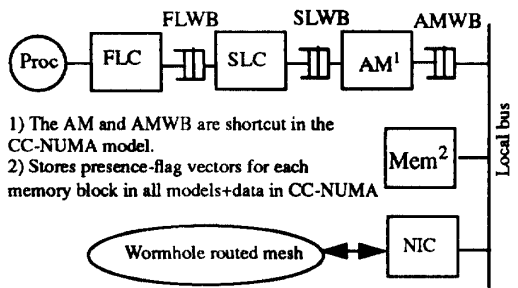 FLWB SLWB AMWB
Proc FLC SLC AM¹
1) The AM and AMWB are shortcut in the
CC-NUMA model.
2) Stores presence-flag vectors for each
memory block in all models+data in CC-NUMA
Mem²
Local bus
Wormhole routed mesh
NIC